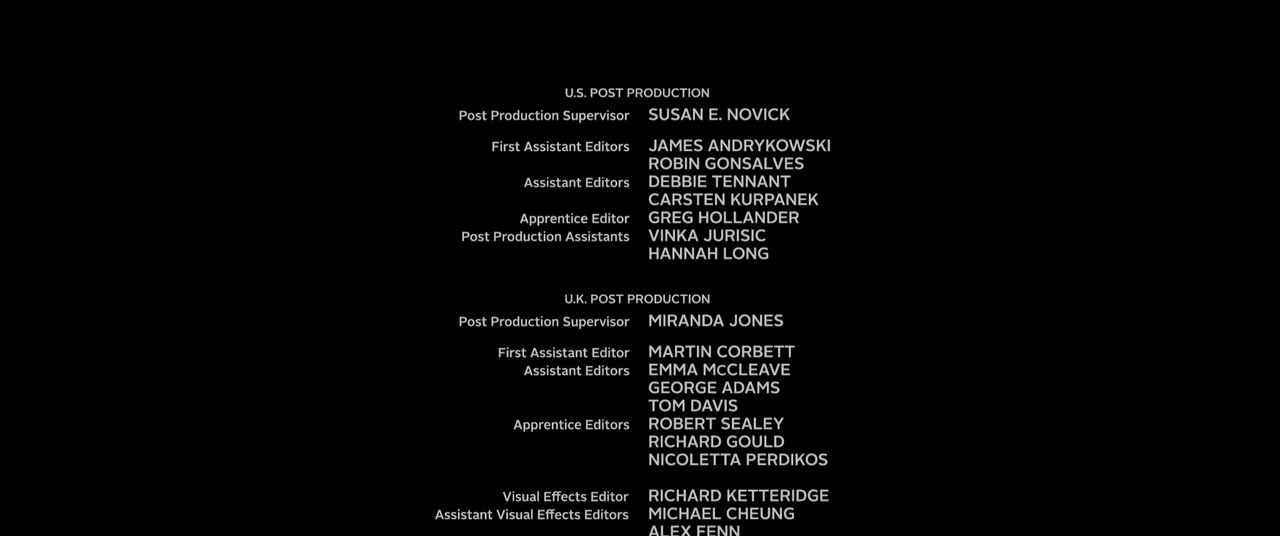 U.S. POST PRODUCTION
Post Production Supervisor SUSAN E. NOVICK
First Assistant Editors JAMES ANDRYKOWSKI
ROBIN GONSALVES
Assistant Editors DEBBIE TENNANT
CARSTEN KURPANEK
Apprentice Editor GREG HOLLANDER
Post Production Assistants VINKA JURISIC
HANNAH LONG
U.K. POST PRODUCTION
Post Production Supervisor MIRANDA JONES
First Assistant Editor MARTIN CORBETT
Assistant Editors EMMA McCLEAVE
GEORGE ADAMS
TOM DAVIS
Apprentice Editors ROBERT SEALEY
RICHARD GOULD
NICOLETTA PERDIKOS
Visual Effects Editor RICHARD KETTERIDGE
Assistant Visual Effects Editors MICHAEL CHEUNG
ALEX FENN